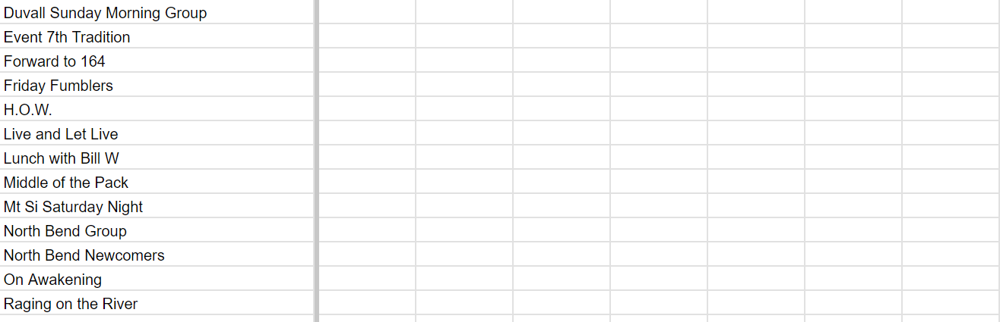 Duvall Sunday Morning Group
Event 7th Tradition
Forward to 164
Friday Fumblers
H.O.W.
Live and Let Live
Lunch with Bill W
Middle of the Pack
Mt Si Saturday Night
North Bend Group
North Bend Newcomers
On Awakening
Raging on the River